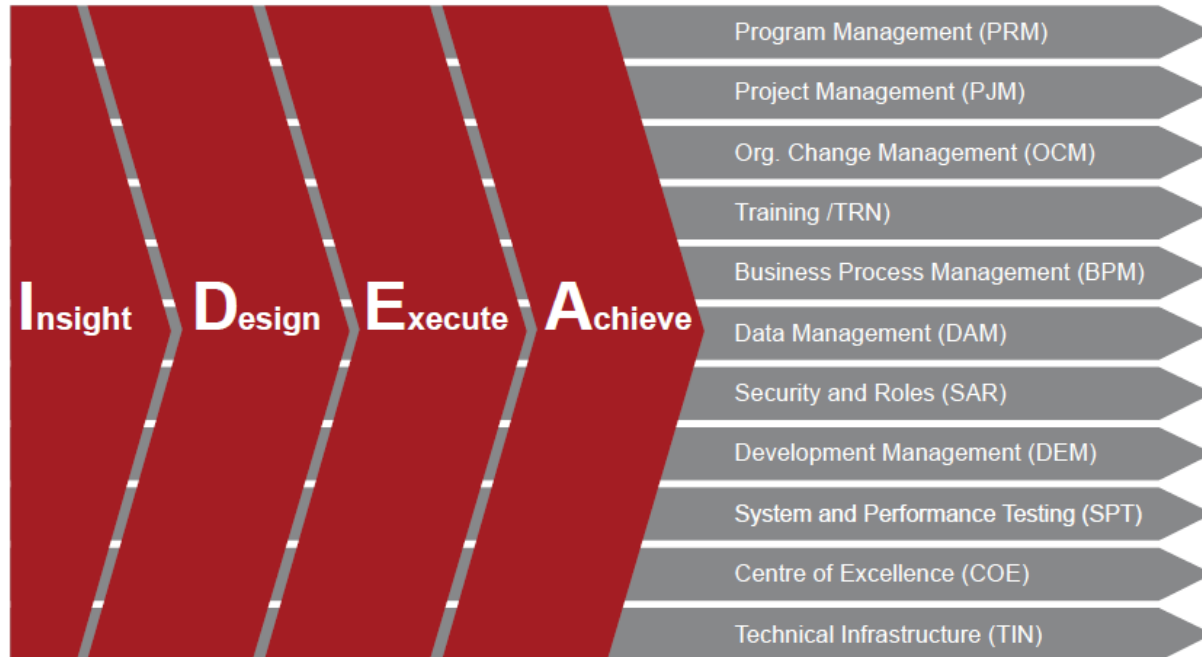 Insight
Design
Execute
Achieve
Program Management (PRM)
Project Management (PJM)
Org. Change Management (OCM)
Training /TRN)
Business Process Management (BPM)
Data Management (DAM)
Security and Roles (SAR)
Development Management (DEM)
System and Performance Testing (SPT)
Centre of Excellence (COE)
Technical Infrastructure (TIN)